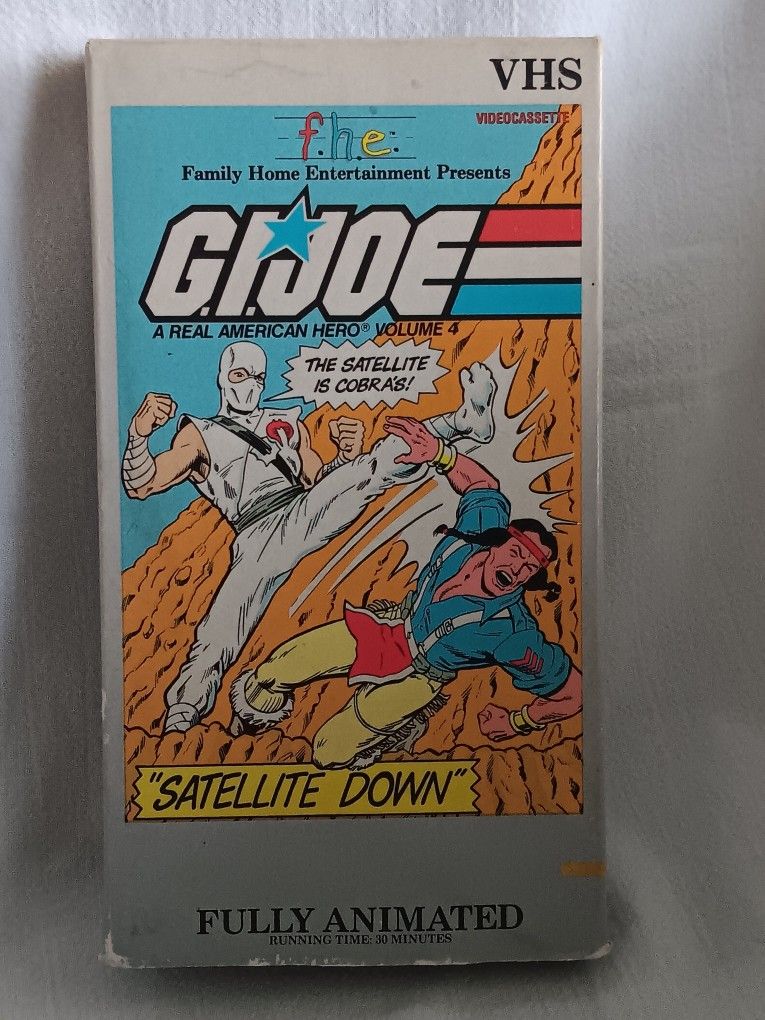 VHS
VIDEOCASSETTE
f.h.e.™
Family Home Entertainment Presents
G.I. JOE
A REAL AMERICAN HERO® VOLUME 4
THE SATELLITE
IS COBRA'S!
"SATELLITE DOWN"
FULLY ANIMATED
RUNNING TIME: 30 MINUTES